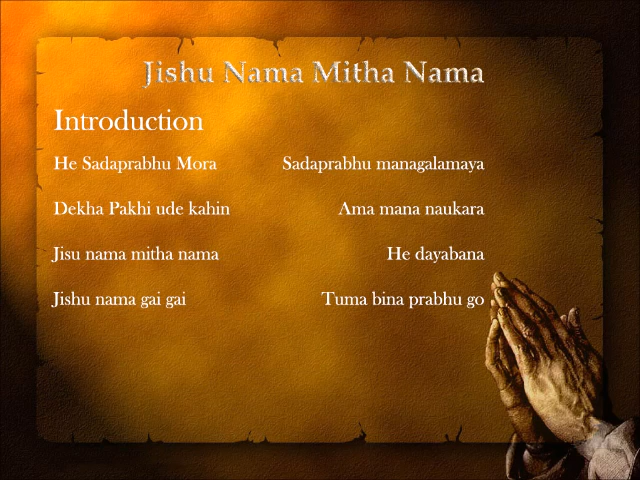 Jishu Nama Mitha Nama
Introduction
He Sadaprabhu Mora
Sadaprabhu managalamaya
Dekha Pakhi ude kahin
Ama mana naukara
Jisu nama mitha nama
He dayabana
Jishu nama gai gai
Tuma bina prabhu go